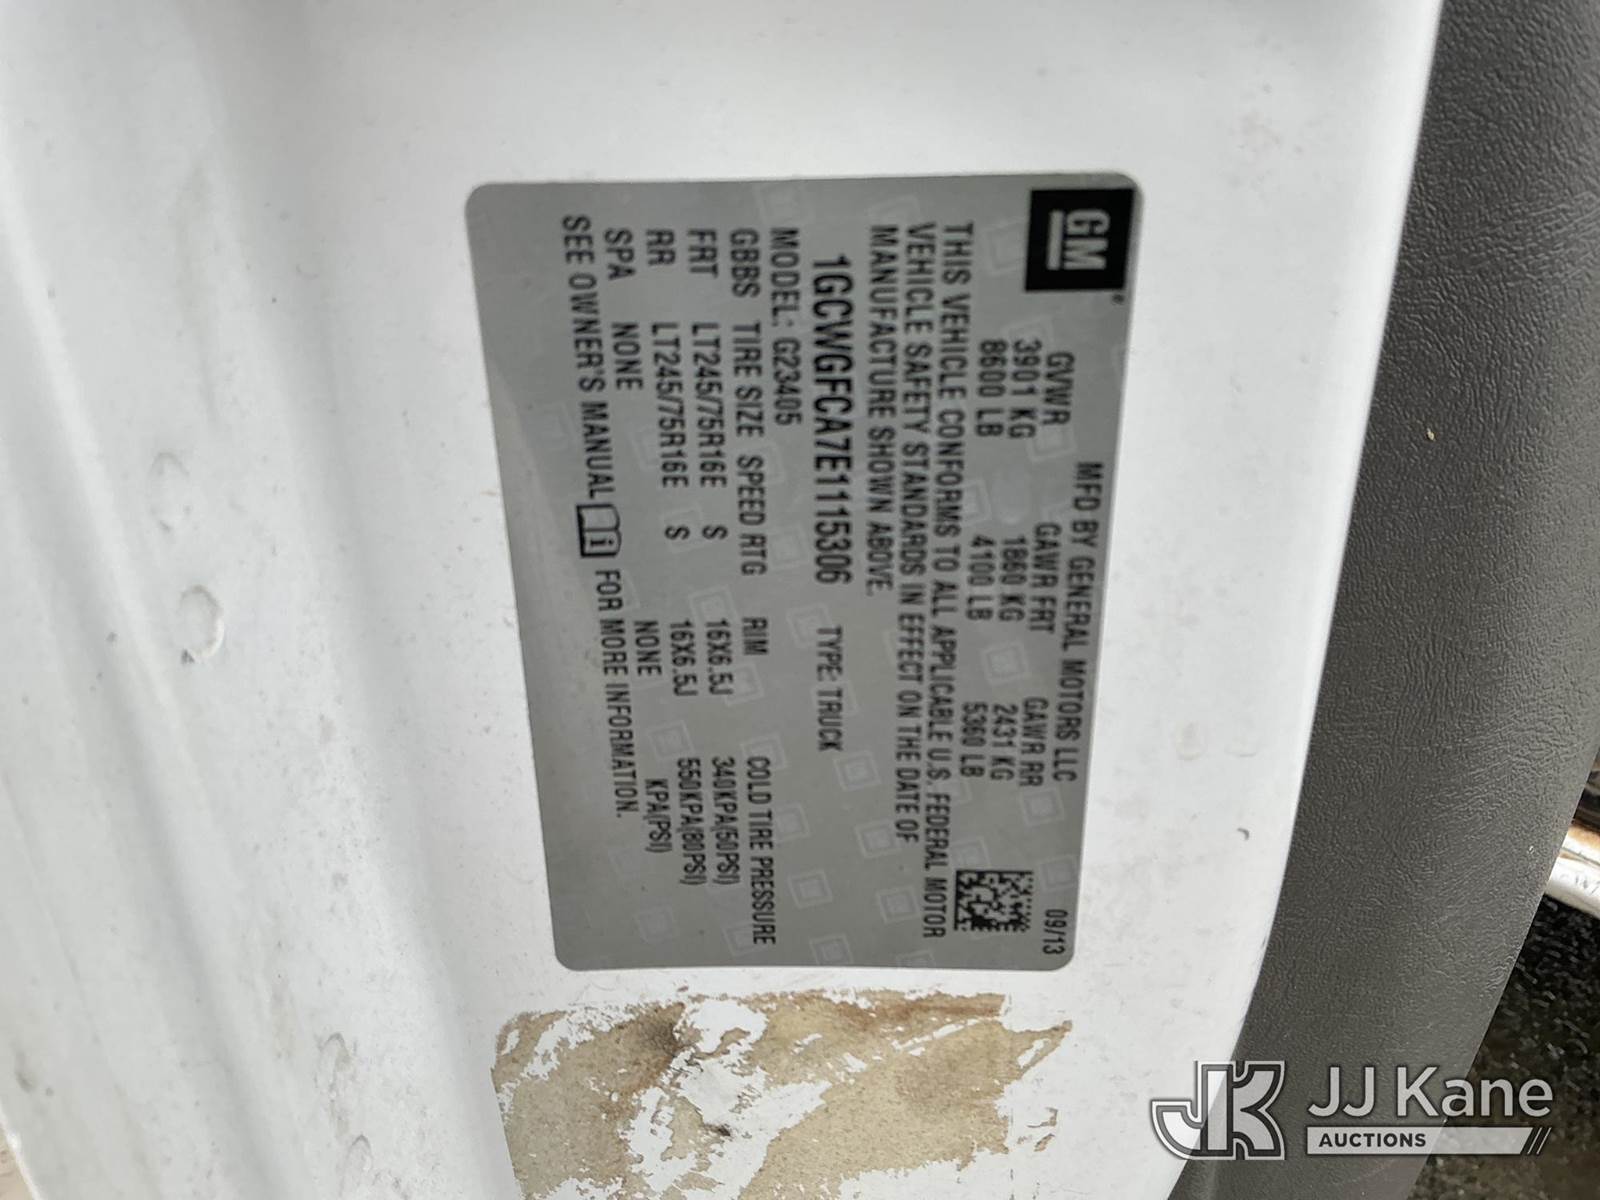 GM®
MFD BY GENERAL MOTORS LLC 09/13
GVWR GAWR FRT GAWR RR
3901 KG 1860 KG 2431 KG
8600 LB 4100 LB 5360 LB
THIS VEHICLE CONFORMS TO ALL APPLICABLE U.S. FEDERAL MOTOR
VEHICLE SAFETY STANDARDS IN EFFECT ON THE DATE OF
MANUFACTURE SHOWN ABOVE.
1GCWGFCA7E1115306 TYPE: TRUCK
MODEL: G23405
GBBS TIRE SIZE SPEED RTG RIM COLD TIRE PRESSURE
FRT LT245/75R16E S 16X6.5J 340KPA(50PSI)
RR LT245/75R16E S 16X6.5J 550KPA(80PSI)
SPA NONE NONE KPA(PSI)
SEE OWNER'S MANUAL i FOR MORE INFORMATION.
JK JJ Kane
AUCTIONS